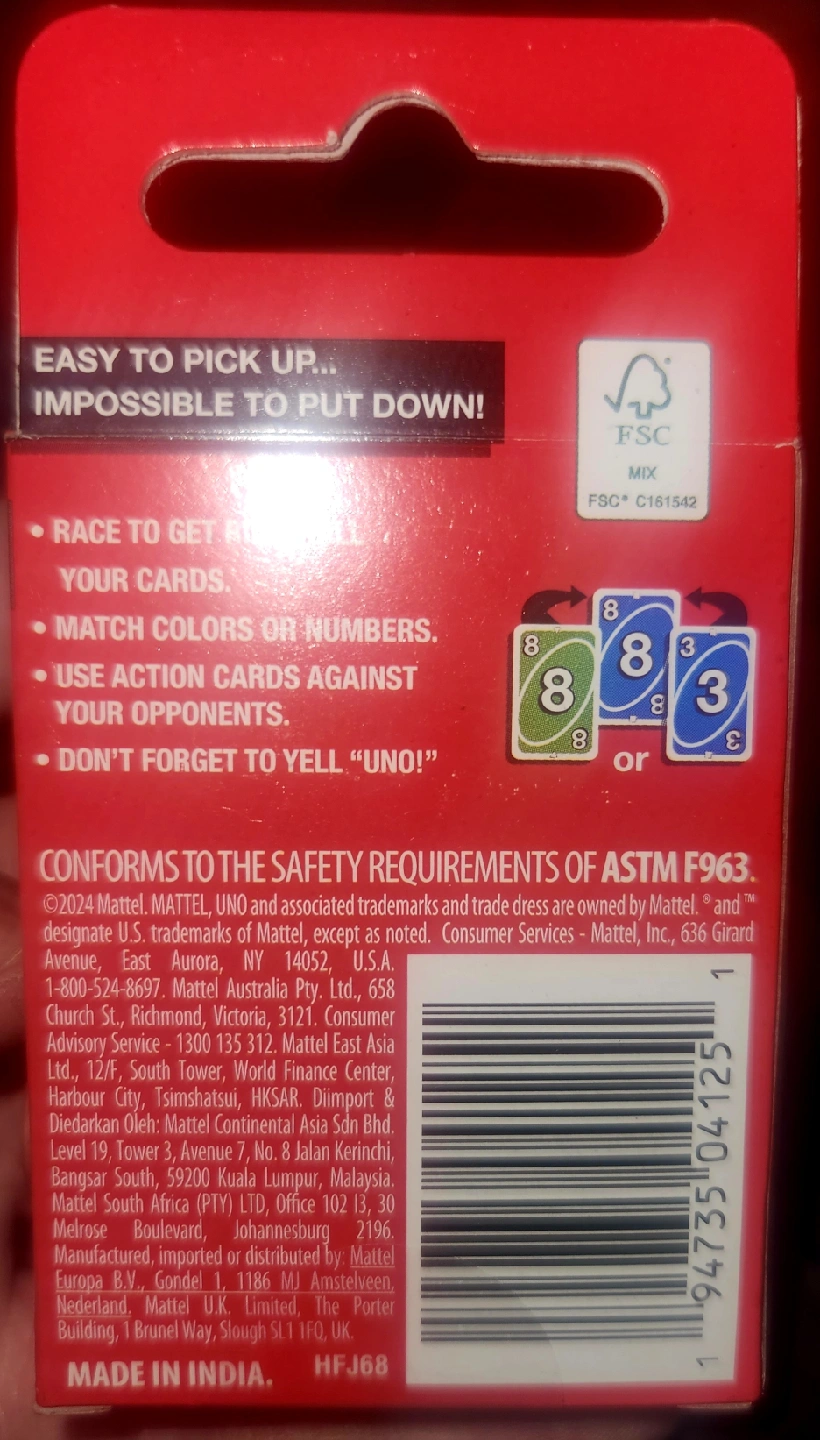 EASY TO PICK UP...
IMPOSSIBLE TO PUT DOWN!
FSC
MIX
FSC® C161542
• RACE TO GET
YOUR CARDS.
• MATCH COLORS OR NUMBERS.
• USE ACTION CARDS AGAINST
YOUR OPPONENTS.
• DON'T FORGET TO YELL “UNO!”
8 8 8
8 8 8
3 3 3
or
CONFORMS TO THE SAFETY REQUIREMENTS OF ASTM F963.
©2024 Mattel. MATTEL, UNO and associated trademarks and trade dress are owned by Mattel. ® and ™
designate U.S. trademarks of Mattel, except as noted. Consumer Services - Mattel, Inc., 636 Girard
Avenue, East Aurora, NY 14052, U.S.A.
1-800-524-8697. Mattel Australia Pty. Ltd., 658
Church St., Richmond, Victoria, 3121. Consumer
Advisory Service - 1300 135 312. Mattel East Asia
Ltd., 12/F, South Tower, World Finance Center,
Harbour City, Tsimshatsui, HKSAR. Diimport &
Diedarkan Oleh: Mattel Continental Asia Sdn Bhd.
Level 19, Tower 3, Avenue 7, No. 8 Jalan Kerinchi,
Bangsar South, 59200 Kuala Lumpur, Malaysia.
Mattel South Africa (PTY) LTD, Office 102 I3, 30
Melrose Boulevard, Johannesburg 2196.
Manufactured, imported or distributed by: Mattel
Europa B.V., Gondel 1, 1186 MJ Amstelveen,
Nederland. Mattel U.K. Limited, The Porter
Building, 1 Brunel Way, Slough SL1 1FQ, UK.
MADE IN INDIA. HFJ68
1 94735 04125 1